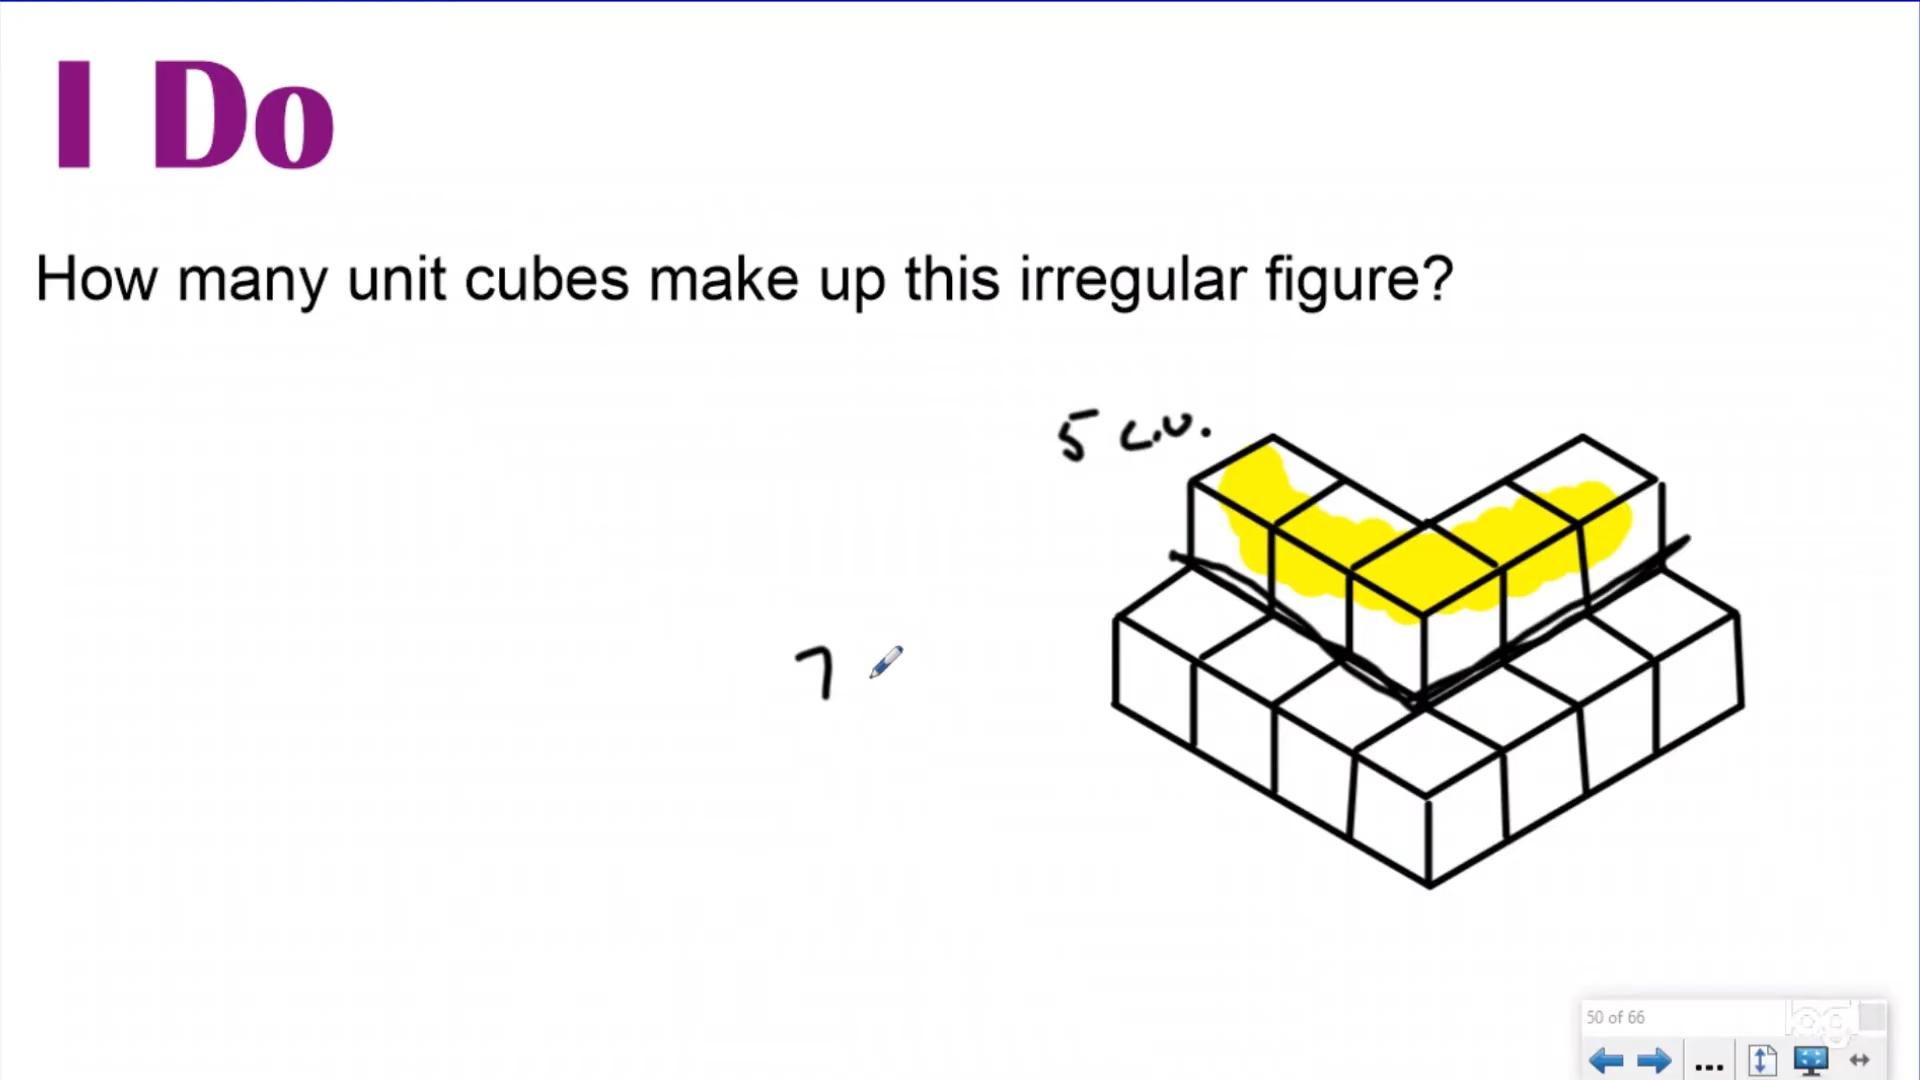 I Do
How many unit cubes make up this irregular figure?
5 c.u.
7
50 of 66